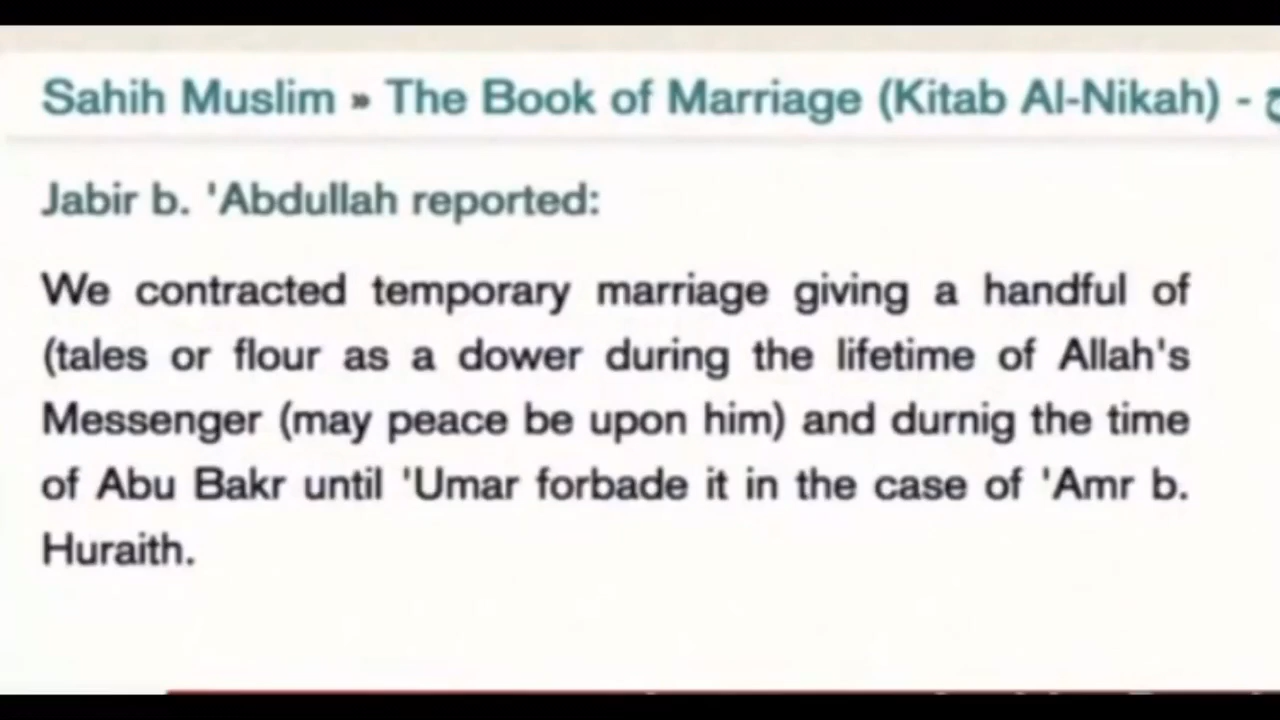 Sahih Muslim » The Book of Marriage (Kitab Al-Nikah) -
Jabir b. 'Abdullah reported:
We contracted temporary marriage giving a handful of
(tales or flour as a dower during the lifetime of Allah's
Messenger (may peace be upon him) and durnig the time
of Abu Bakr until 'Umar forbade it in the case of 'Amr b.
Huraith.